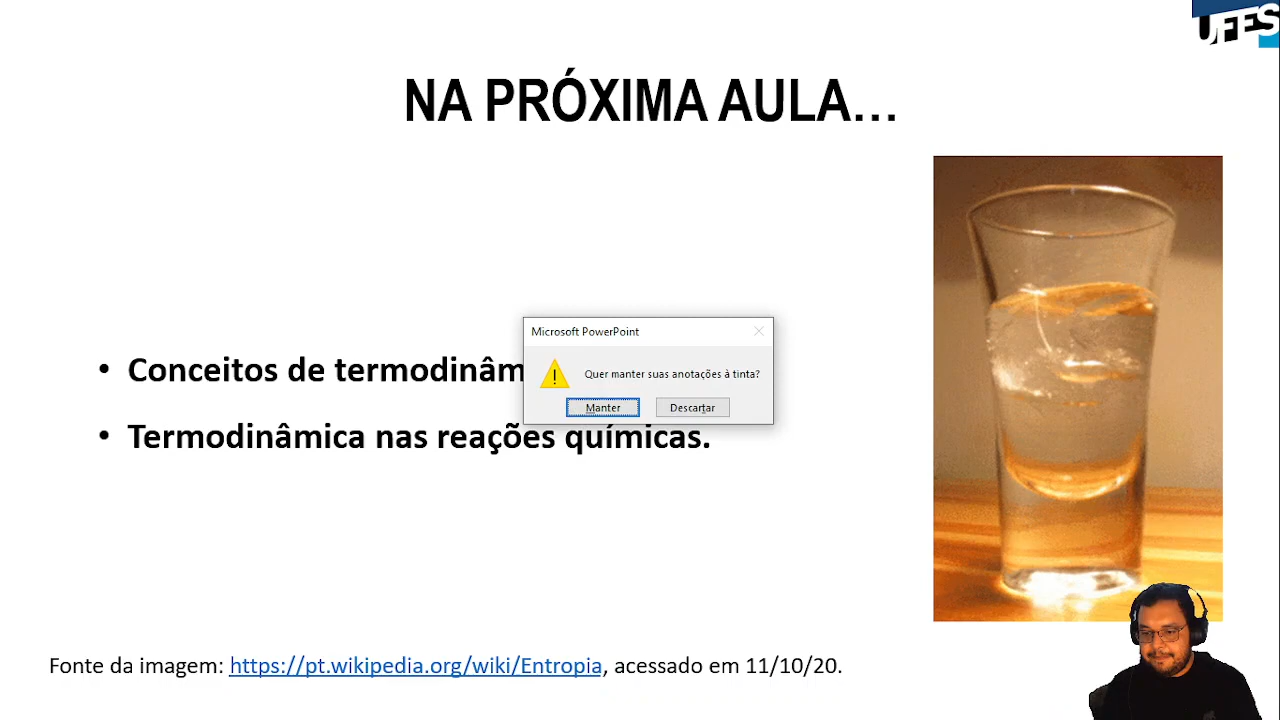 UFES
NA PRÓXIMA AULA...
• Conceitos de termodinâm
Microsoft PowerPoint
Quer manter suas anotações à tinta?
Manter Descartar
• Termodinâmica nas reações químicas.
Fonte da imagem: https://pt.wikipedia.org/wiki/Entropia, acessado em 11/10/20.